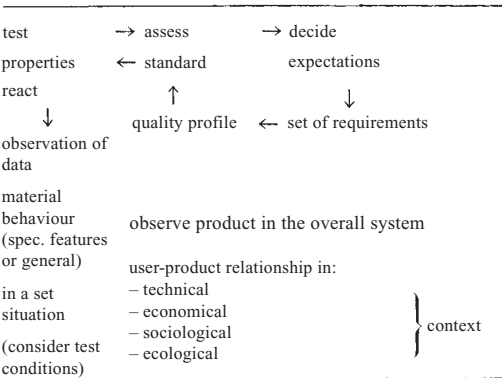 test → assess → decide
properties ← standard expectations
react ↑ ↓
↓ quality profile ← set of requirements
observation of
data
material
behaviour
(spec. features
or general)
observe product in the overall system
user-product relationship in:
– technical
– economical
– sociological
– ecological
context
in a set
situation
(consider test
conditions)